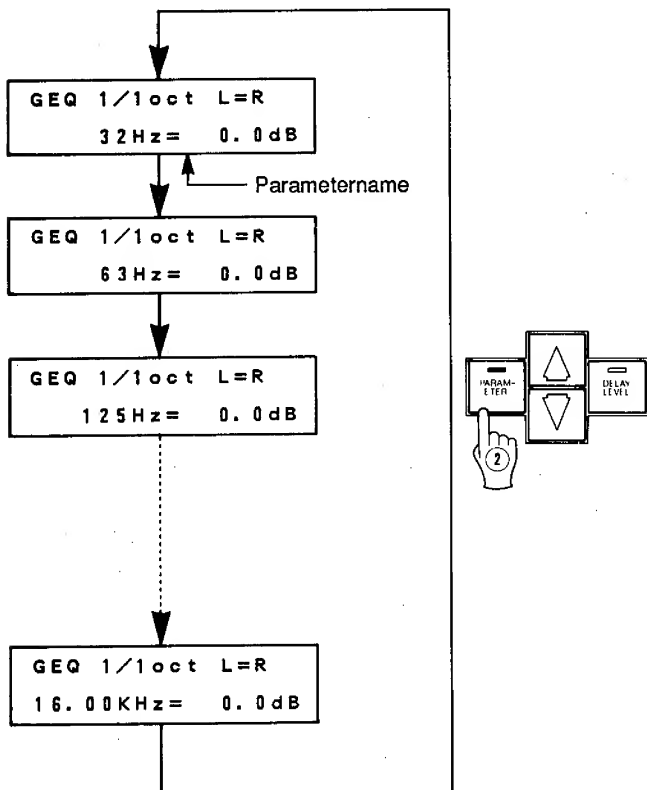 GEQ 1/1oct L=R
32Hz= 0.0dB
Parametername
GEQ 1/1oct L=R
63Hz= 0.0dB
GEQ 1/1oct L=R
125Hz= 0.0dB
PARAM-
ETER
DELAY
LEVEL
2
GEQ 1/1oct L=R
16.00KHz= 0.0dB